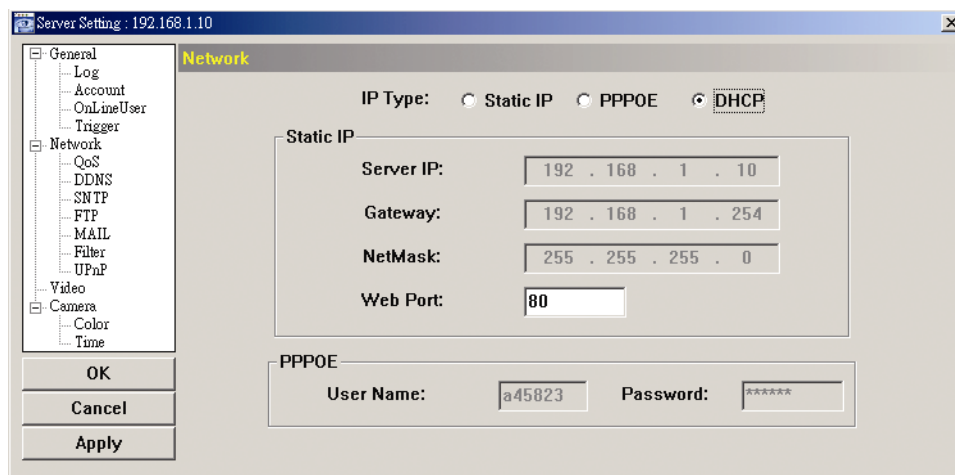 Server Setting : 192.168.1.10
General
Log
Account
OnLineUser
Trigger
Network
QoS
DDNS
SNTP
FTP
MAIL
Filter
UPnP
Video
Camera
Color
Time
OK
Cancel
Apply
Network
IP Type: Static IP PPPOE DHCP
Static IP
Server IP: 192 . 168 . 1 . 10
Gateway: 192 . 168 . 1 . 254
NetMask: 255 . 255 . 255 . 0
Web Port: 80
PPPOE
User Name: a45823 Password: ******